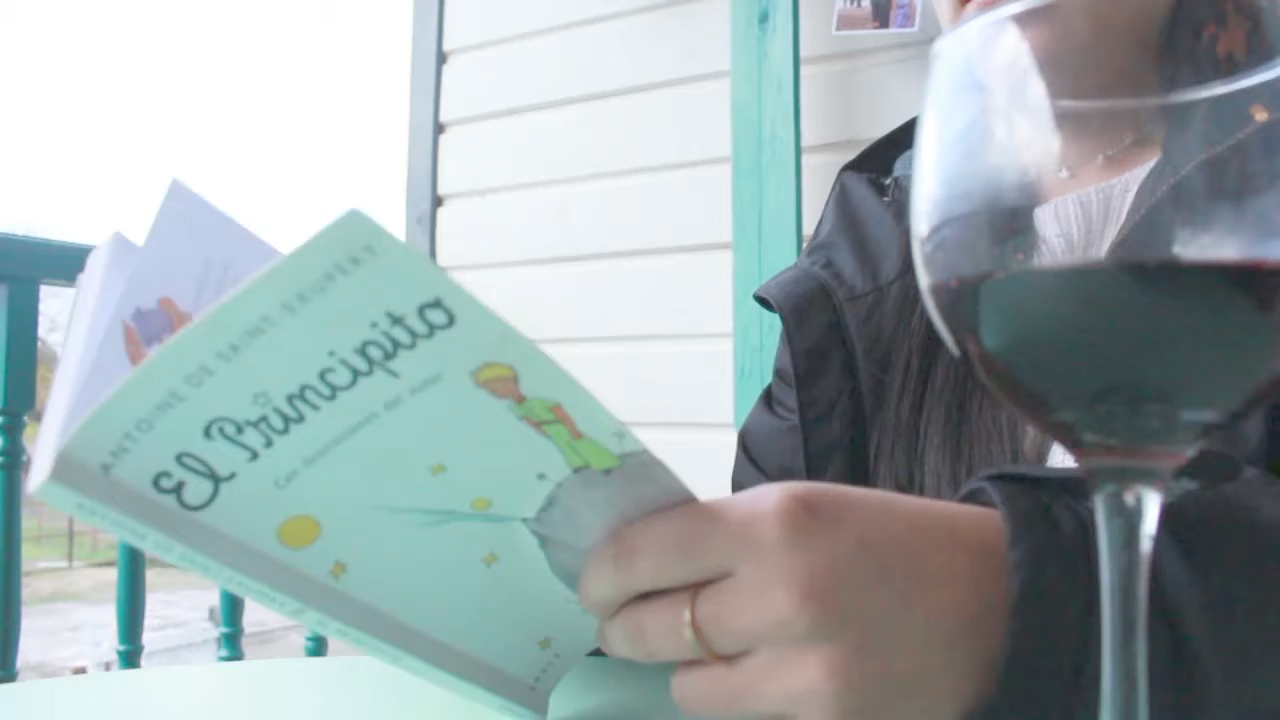 ANTOINE DE SAINT-EXUPÉRY
El Principito
Con ilustraciones del Autor